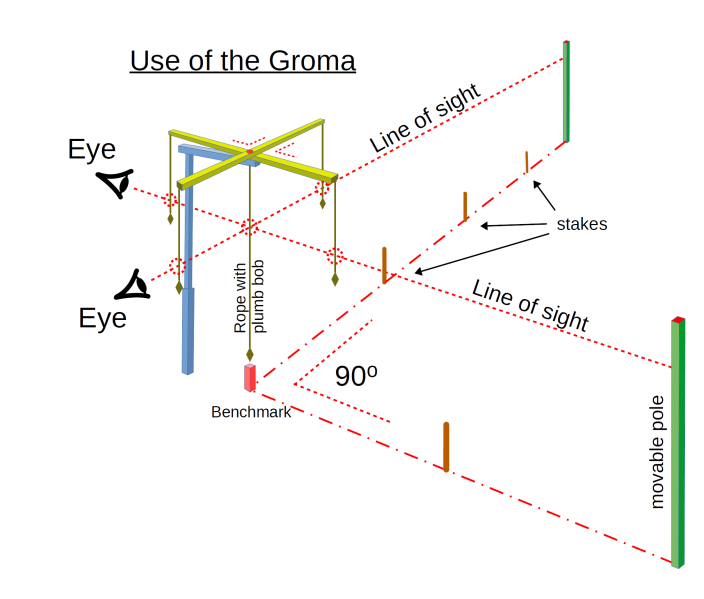 Use of the Groma
Line of sight
Eye
stakes
Rope with
plumb bob
Line of sight
Eye
90º
Benchmark
movable pole